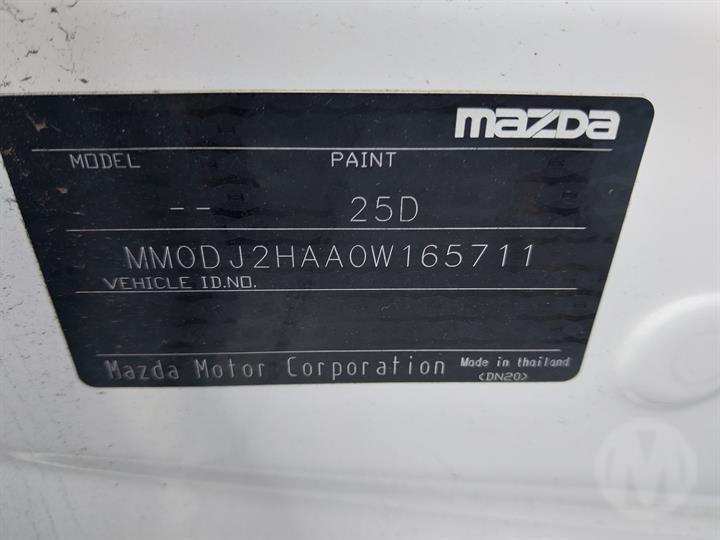 mazda
MODEL PAINT
-- 25D
MM0DJ2HAA0W165711
VEHICLE ID.NO.
Mazda Motor Corporation Made in thailand
<DN20>
M